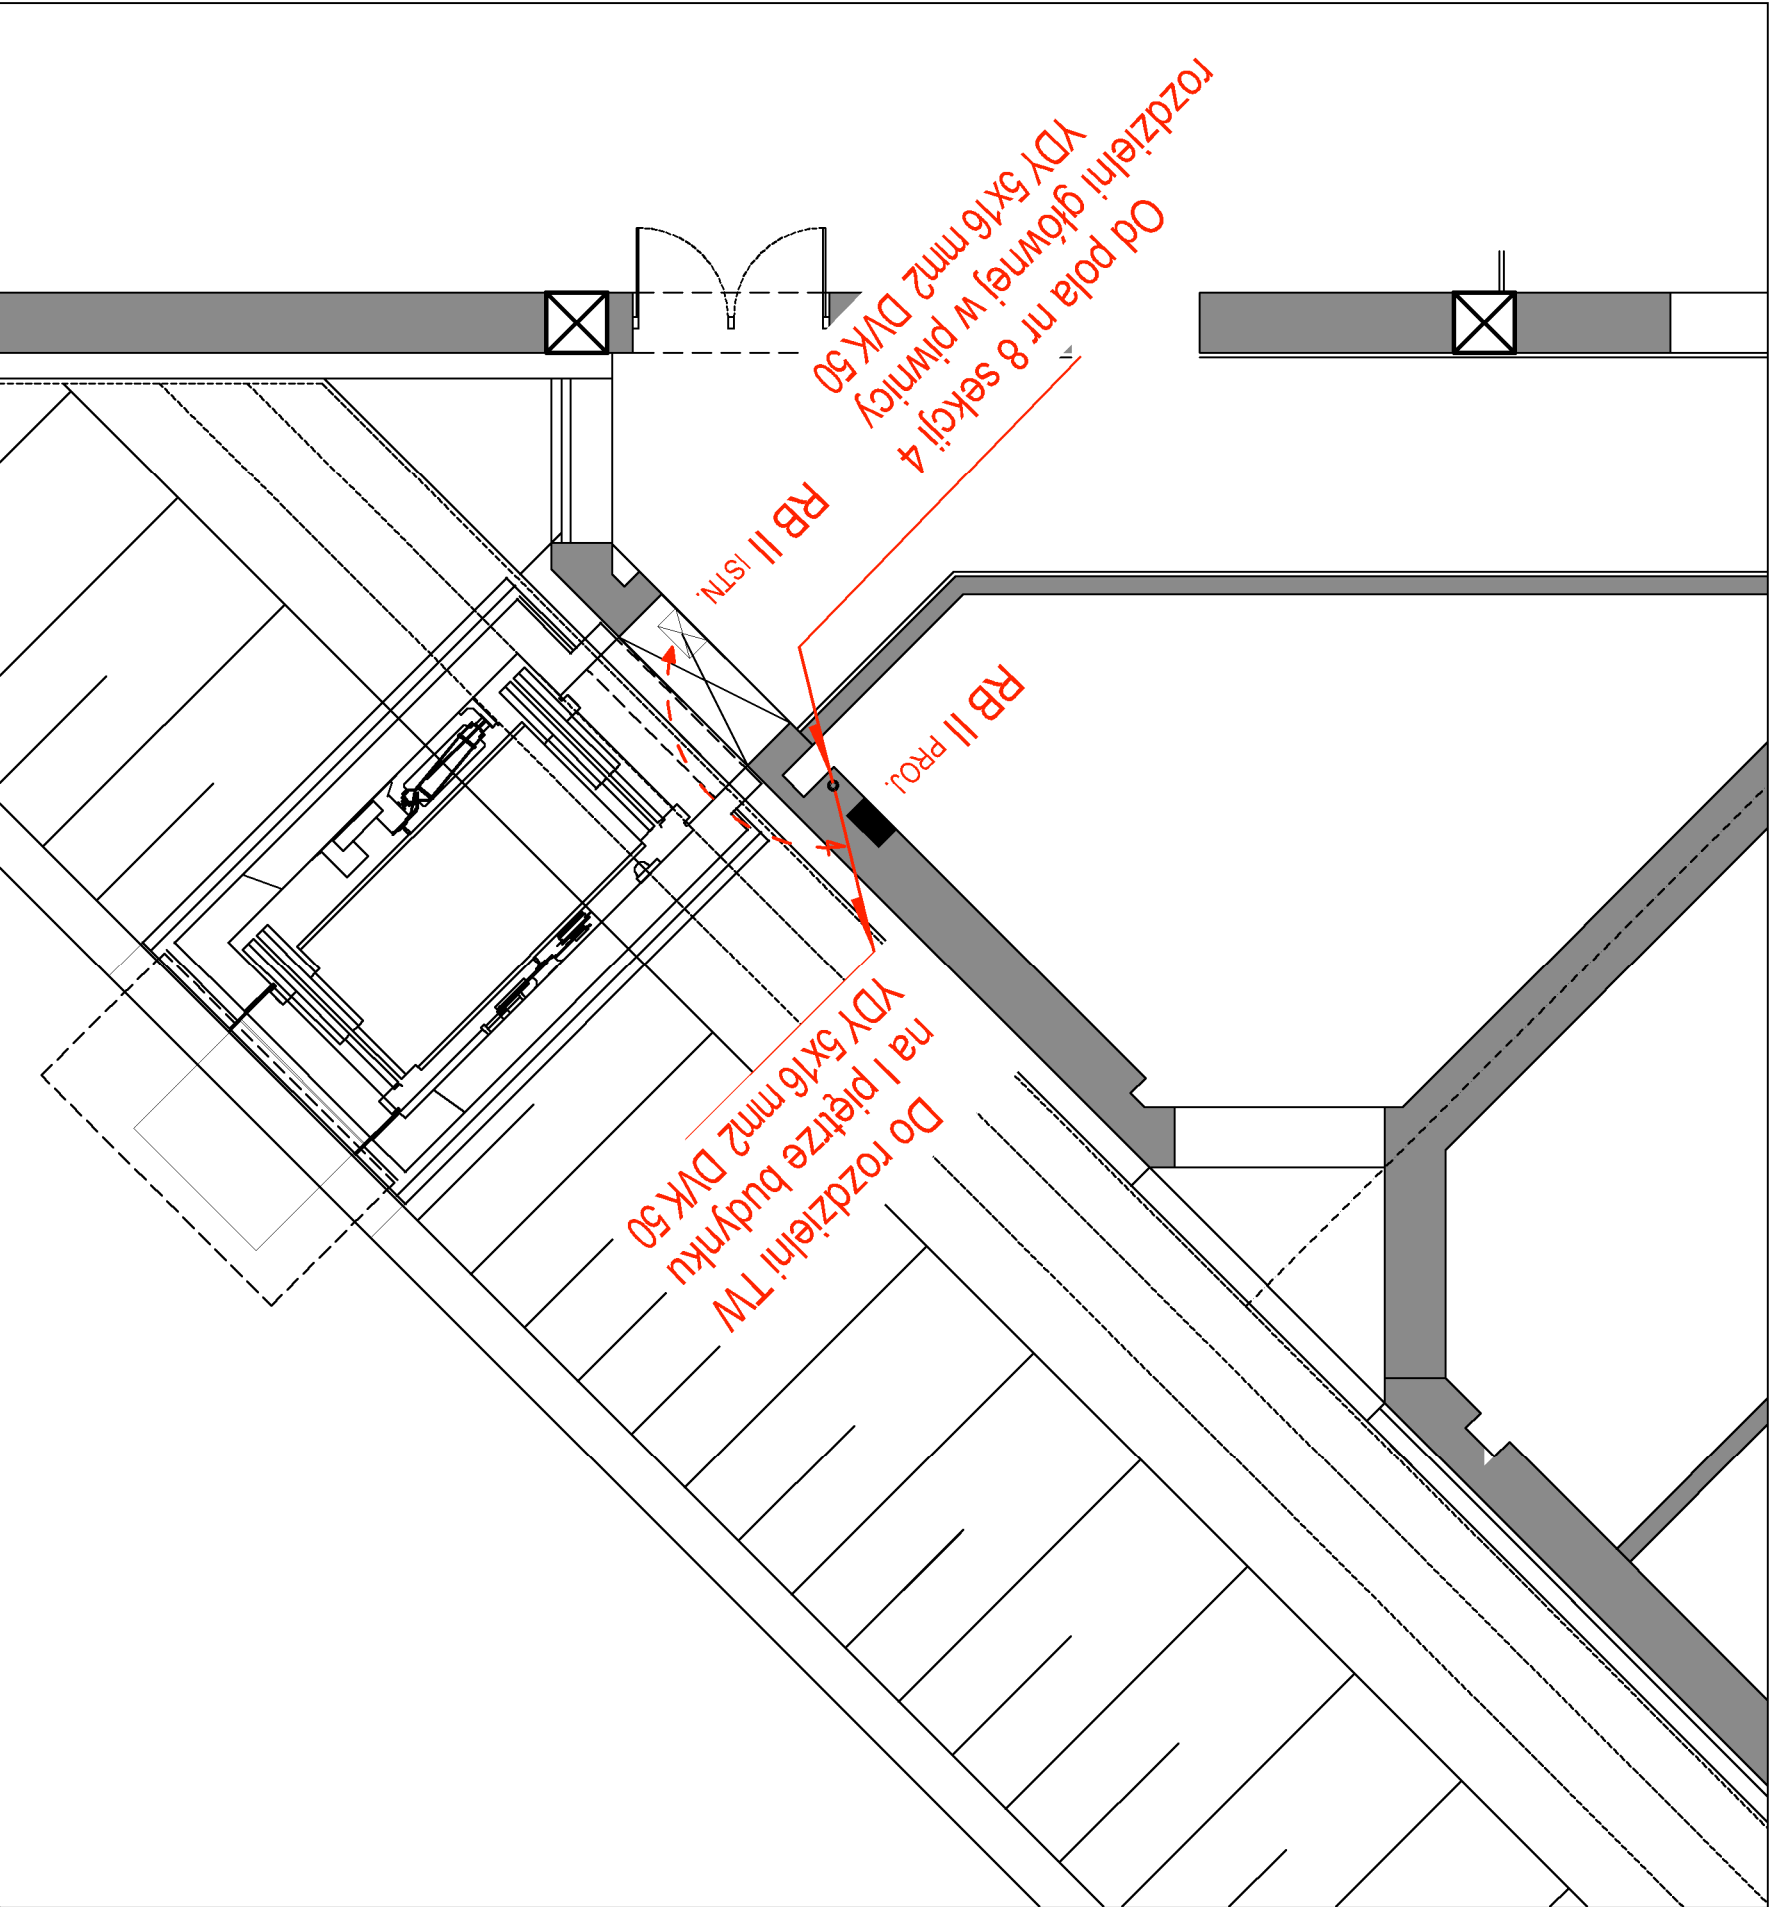 Do rozdzielni TW
na I piętrze budynku
YDY 5x16 mm2 DVK 50
RB II PROJ.
Od pola nr 8 sekcji 4
rozdzielni głównej w piwnicy
YDY 5x16 mm2 DVK 50
RB II ISTN.